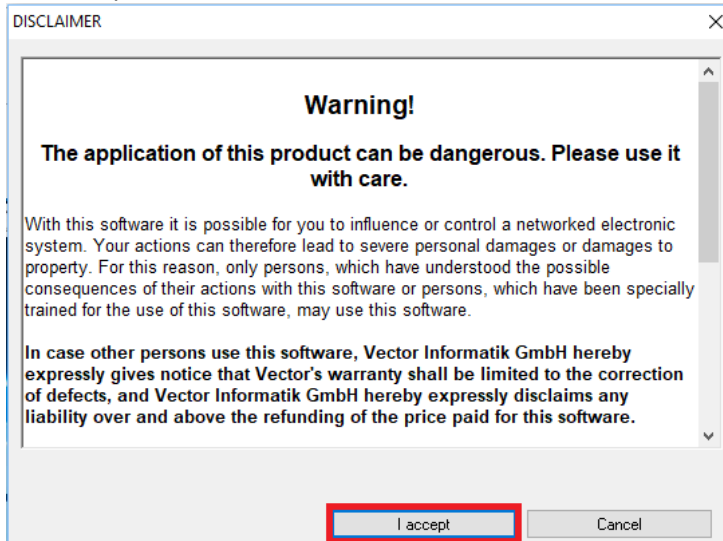 DISCLAIMER
Warning!
The application of this product can be dangerous. Please use it
with care.
With this software it is possible for you to influence or control a networked electronic
system. Your actions can therefore lead to severe personal damages or damages to
property. For this reason, only persons, which have understood the possible
consequences of their actions with this software or persons, which have been specially
trained for the use of this software, may use this software.
In case other persons use this software, Vector Informatik GmbH hereby
expressly gives notice that Vector's warranty shall be limited to the correction
of defects, and Vector Informatik GmbH hereby expressly disclaims any
liability over and above the refunding of the price paid for this software.
I accept
Cancel